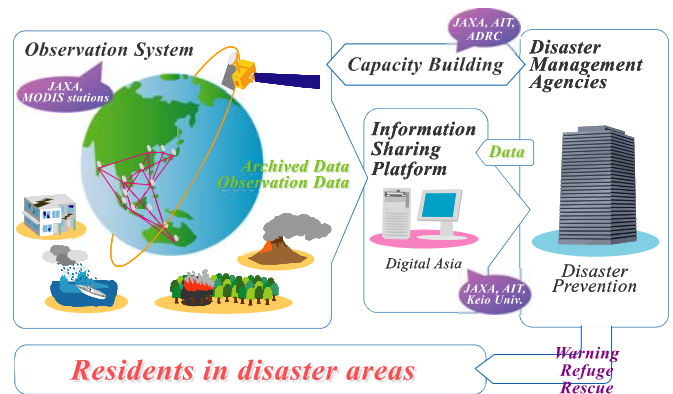 Observation System
JAXA,
MODIS stations
Archived Data
Observation Data
JAXA, AIT,
ADRC
Capacity Building
Information
Sharing
Platform
Digital Asia
JAXA, AIT,
Keio Univ.
Data
Disaster
Management
Agencies
Disaster
Prevention
Warning
Refuge
Rescue
Residents in disaster areas